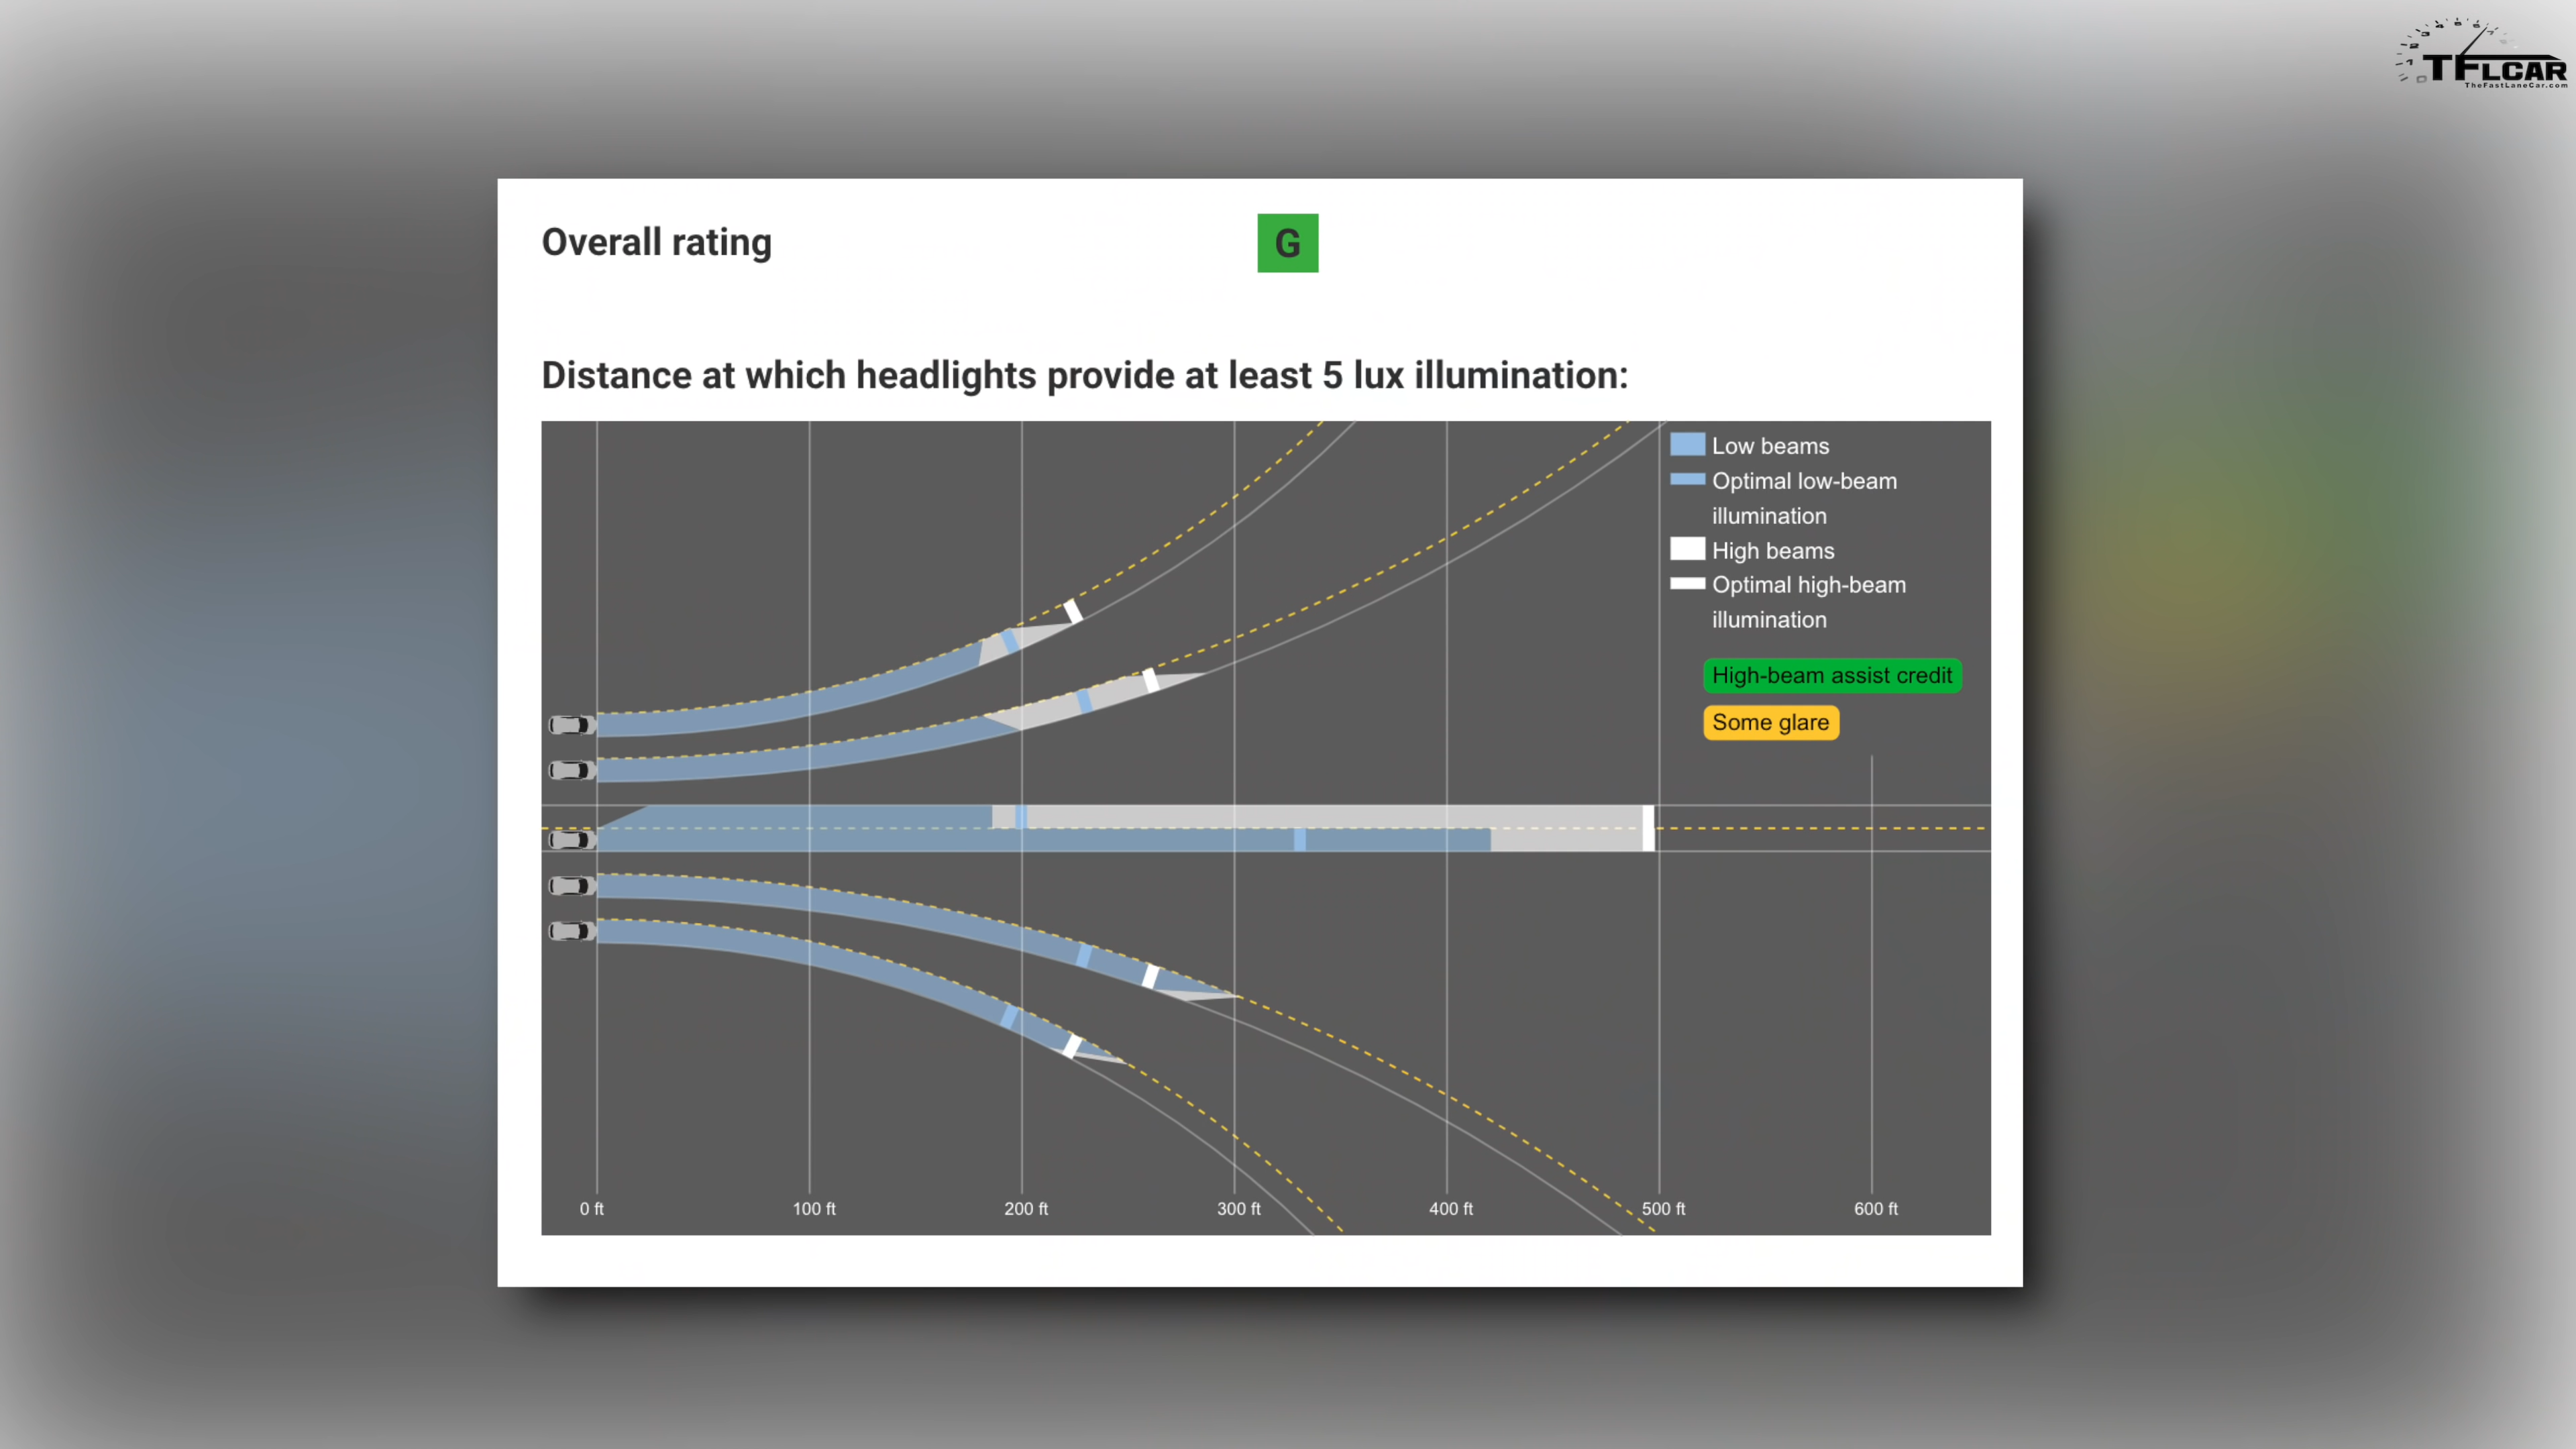 TFLCAR
TheFastLaneCar.com
Overall rating
G
Distance at which headlights provide at least 5 lux illumination:
Low beams
Optimal low-beam
illumination
High beams
Optimal high-beam
illumination
High-beam assist credit
Some glare
0 ft
100 ft
200 ft
300 ft
400 ft
500 ft
600 ft